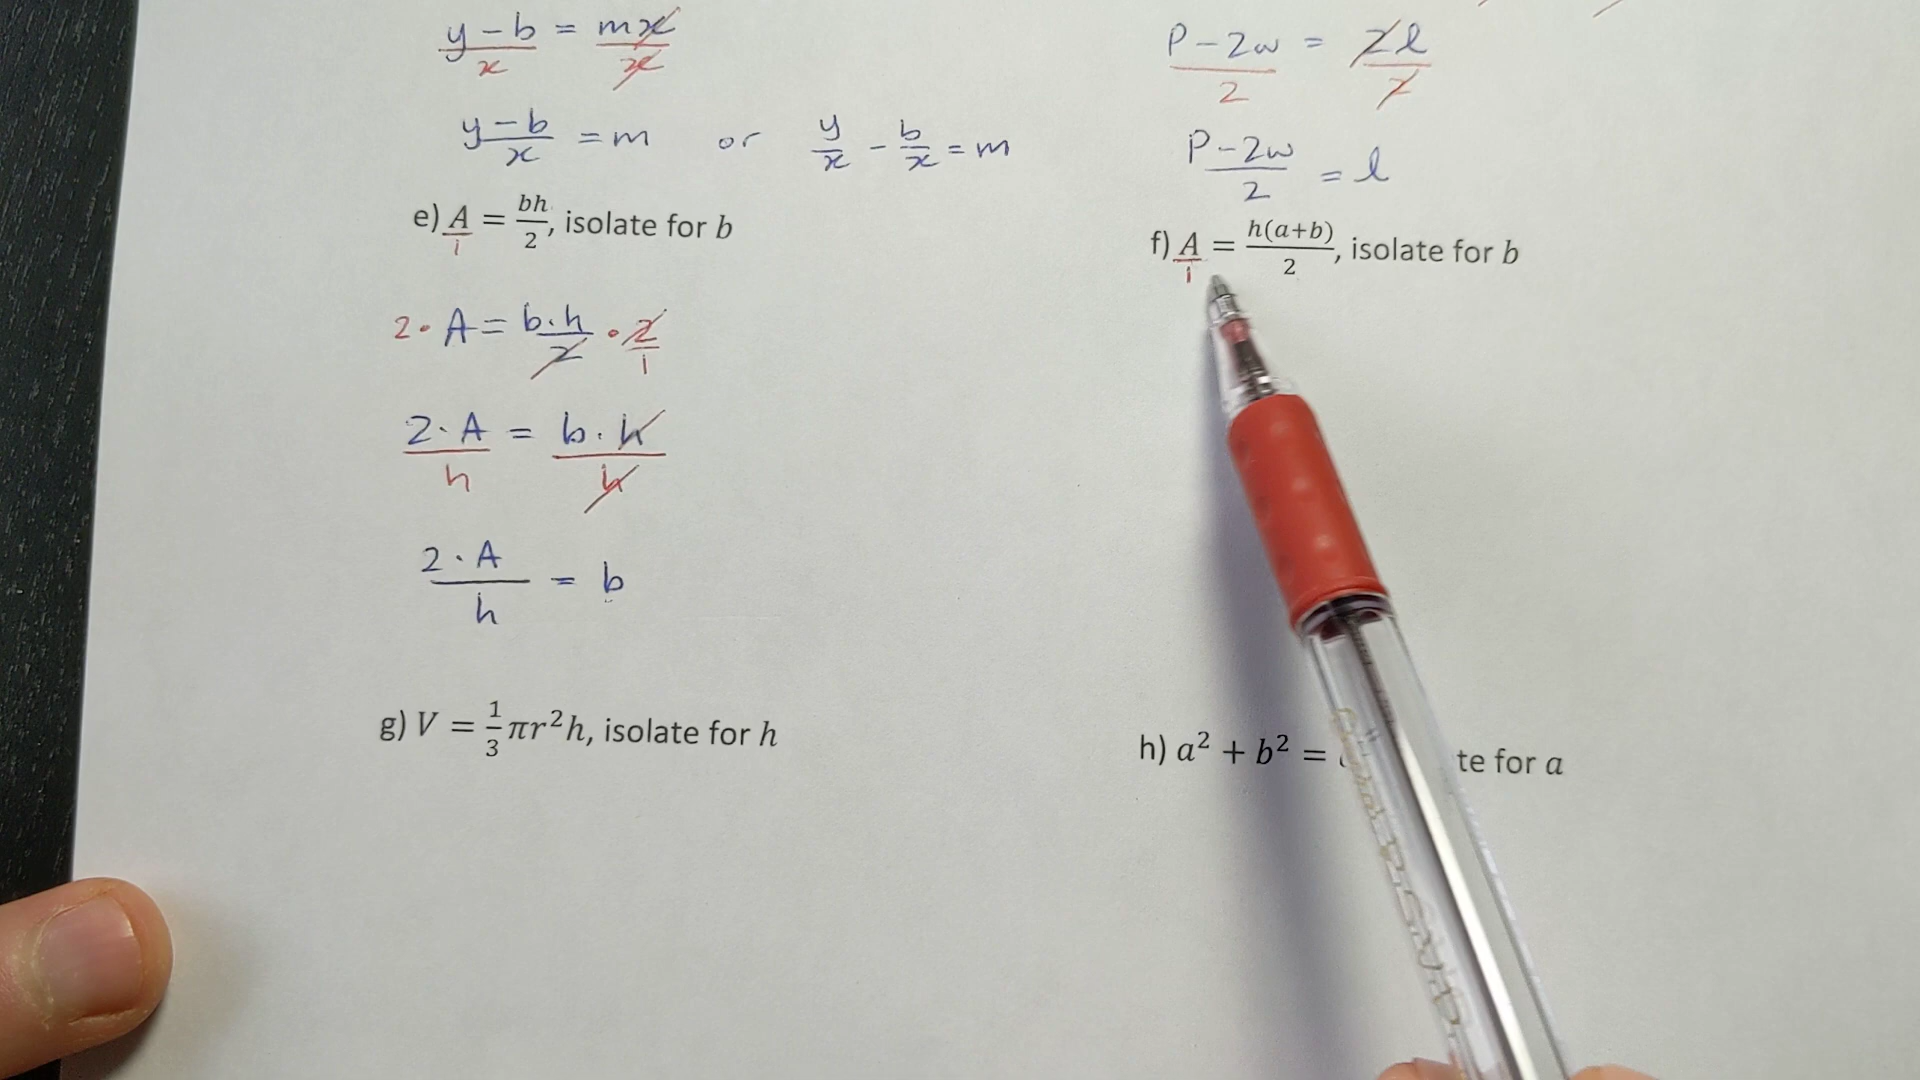 y - b / x = mx / x
y - b / x = m or y/x - b/x = m
P - 2w / 2 = 2l / 2
P - 2w / 2 = l
e) A/1 = bh/2, isolate for b
2 · A = b · h / 2 · 2/1
2 · A / h = b · h / h
2 · A / h = b
f) A/1 = h(a+b)/2, isolate for b
g) V = 1/3 πr²h, isolate for h
h) a² + b² = te for a